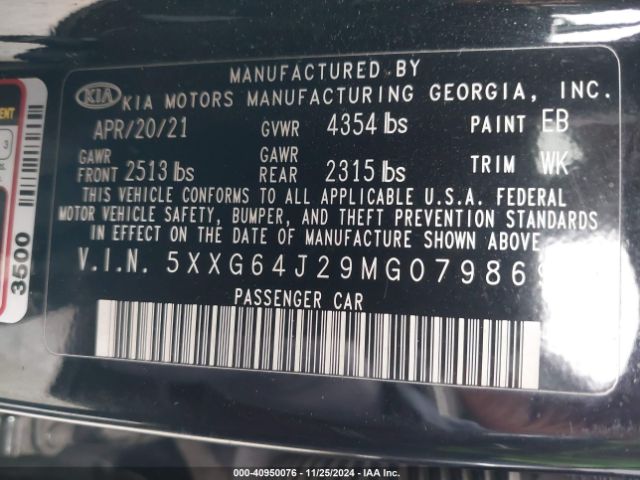 MANUFACTURED BY
KIA KIA MOTORS MANUFACTURING GEORGIA, INC.
APR/20/21 GVWR 4354 lbs PAINT EB
GAWR FRONT 2513 lbs GAWR REAR 2315 lbs TRIM WK
THIS VEHICLE CONFORMS TO ALL APPLICABLE U.S.A. FEDERAL
MOTOR VEHICLE SAFETY, BUMPER, AND THEFT PREVENTION STANDARDS
IN EFFECT ON THE DATE OF MANUFACTURE SHOWN ABOVE.
V.I.N. 5XXG64J29MG079869
PASSENGER CAR
3
3500
000-40950076 - 11/25/2024 - IAA Inc.